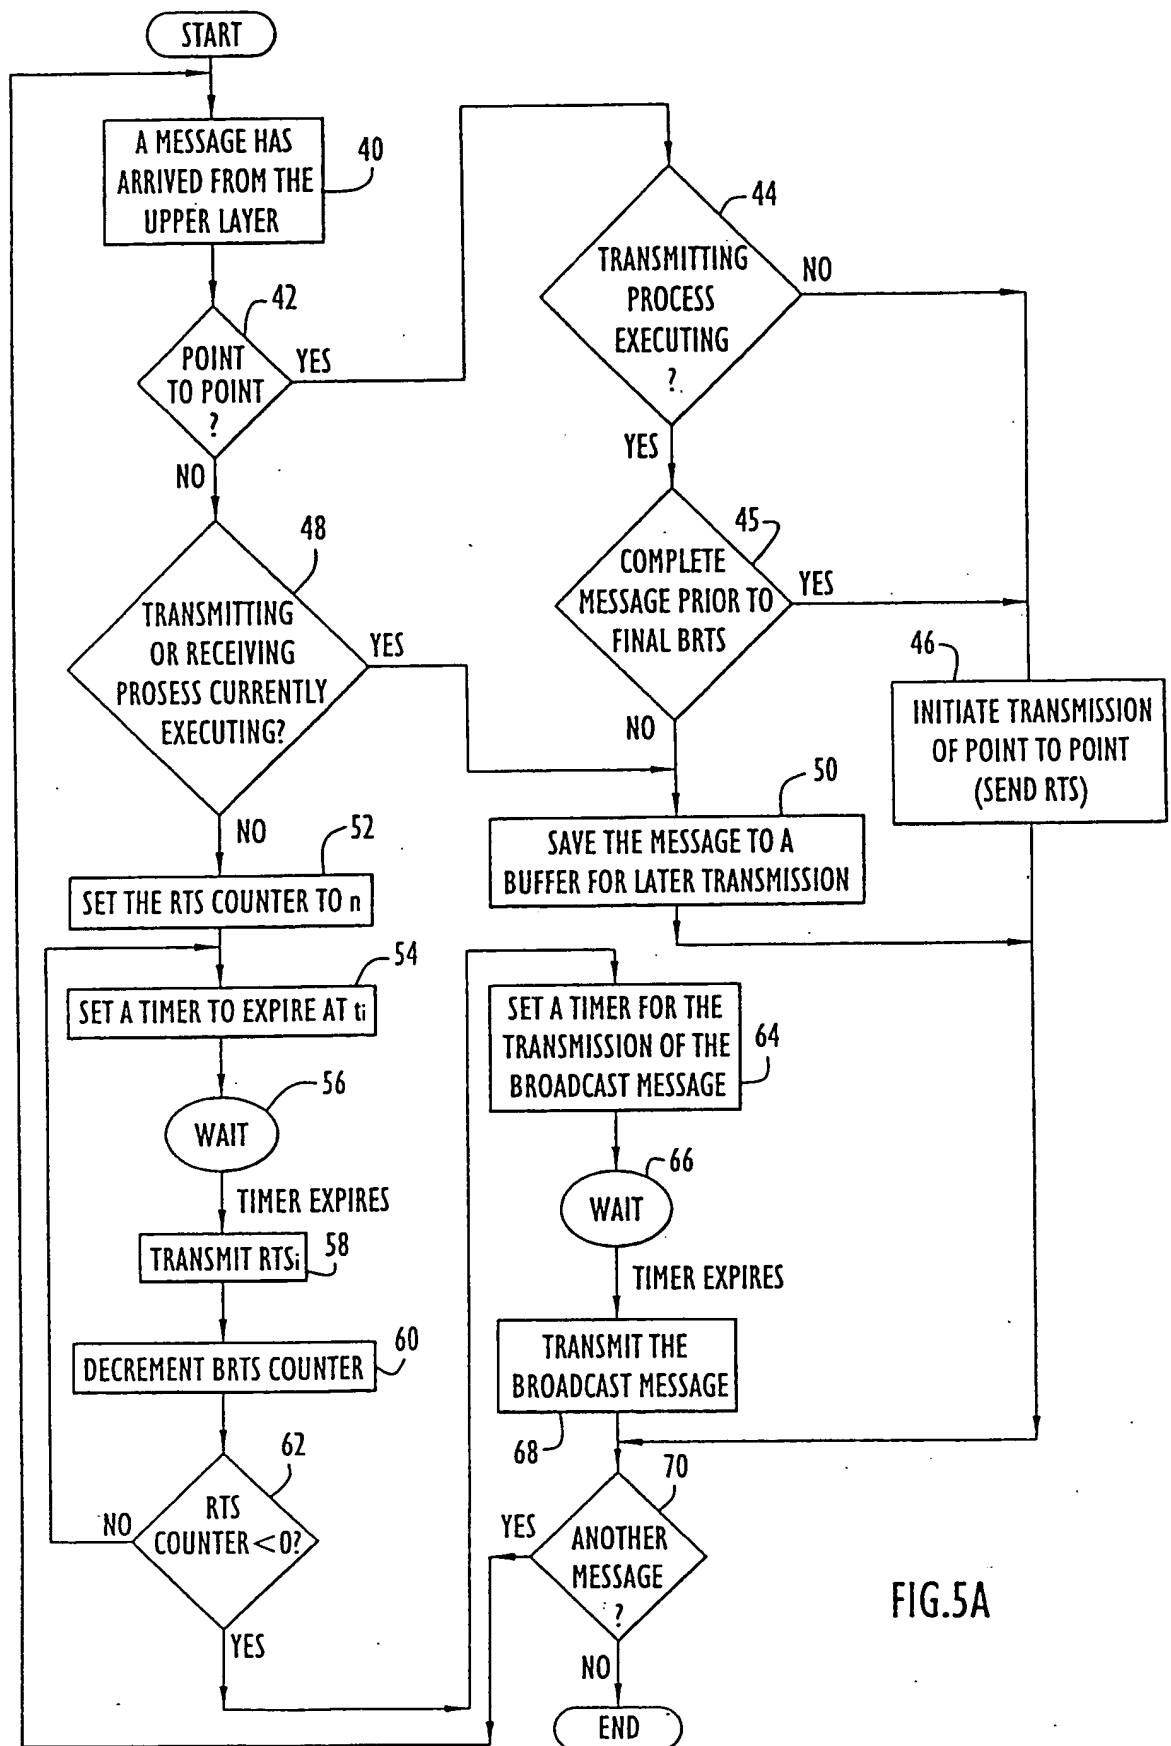 START
A MESSAGE HAS
ARRIVED FROM THE
UPPER LAYER
40
42
POINT
TO POINT
?
YES
NO
44
TRANSMITTING
PROCESS
EXECUTING
?
NO
YES
45
COMPLETE
MESSAGE PRIOR TO
FINAL BRTS
YES
NO
46
INITIATE TRANSMISSION
OF POINT TO POINT
(SEND RTS)
48
TRANSMITTING
OR RECEIVING
PROSESS CURRENTLY
EXECUTING?
YES
NO
50
SAVE THE MESSAGE TO A
BUFFER FOR LATER TRANSMISSION
52
SET THE RTS COUNTER TO n
54
SET A TIMER TO EXPIRE AT ti
56
WAIT
TIMER EXPIRES
TRANSMIT RTSi
58
DECREMENT BRTS COUNTER
60
62
RTS
COUNTER <0?
NO
YES
SET A TIMER FOR THE
TRANSMISSION OF THE
BROADCAST MESSAGE
64
66
WAIT
TIMER EXPIRES
TRANSMIT THE
BROADCAST MESSAGE
68
70
ANOTHER
MESSAGE
?
YES
NO
END
FIG.5A